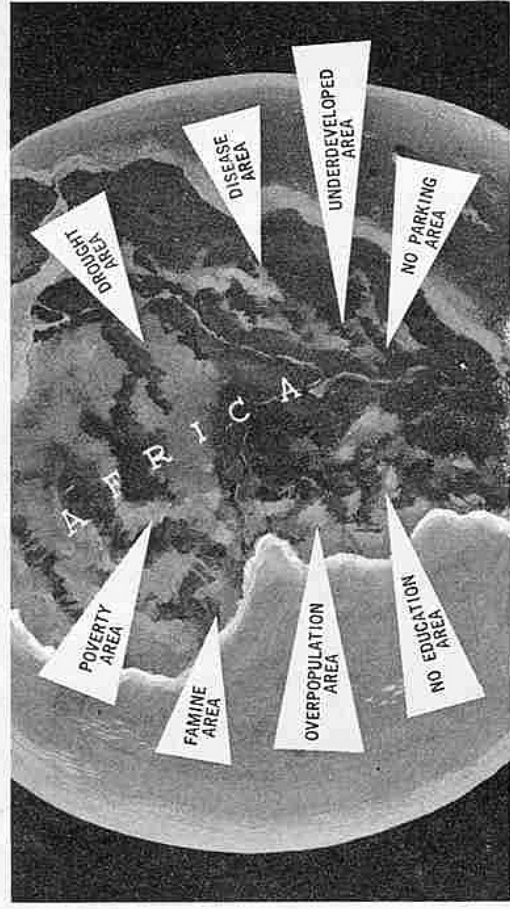 NO EDUCATION
AREA
OVERPOPULATION
AREA
FAMINE
AREA
POVERTY
AREA
AFRICA
NO PARKING
AREA
UNDERDEVELOPED
AREA
DISEASE
AREA
DROUGHT
AREA